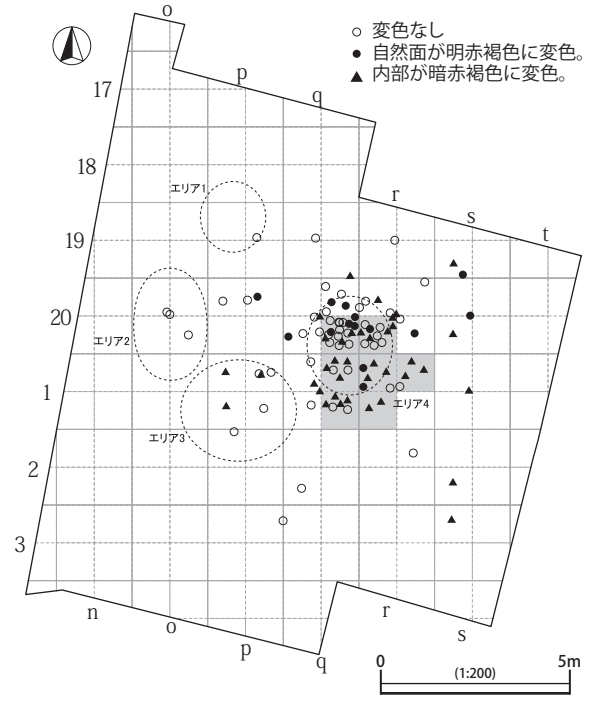 o
○ 変色なし
● 自然面が明赤褐色に変色。
▲ 内部が暗赤褐色に変色。
p
17
q
18
エリア1
r
s
19
t
20
エリア2
1
エリア4
エリア3
2
3
n
r
o
s
p
q
0 5m
(1:200)